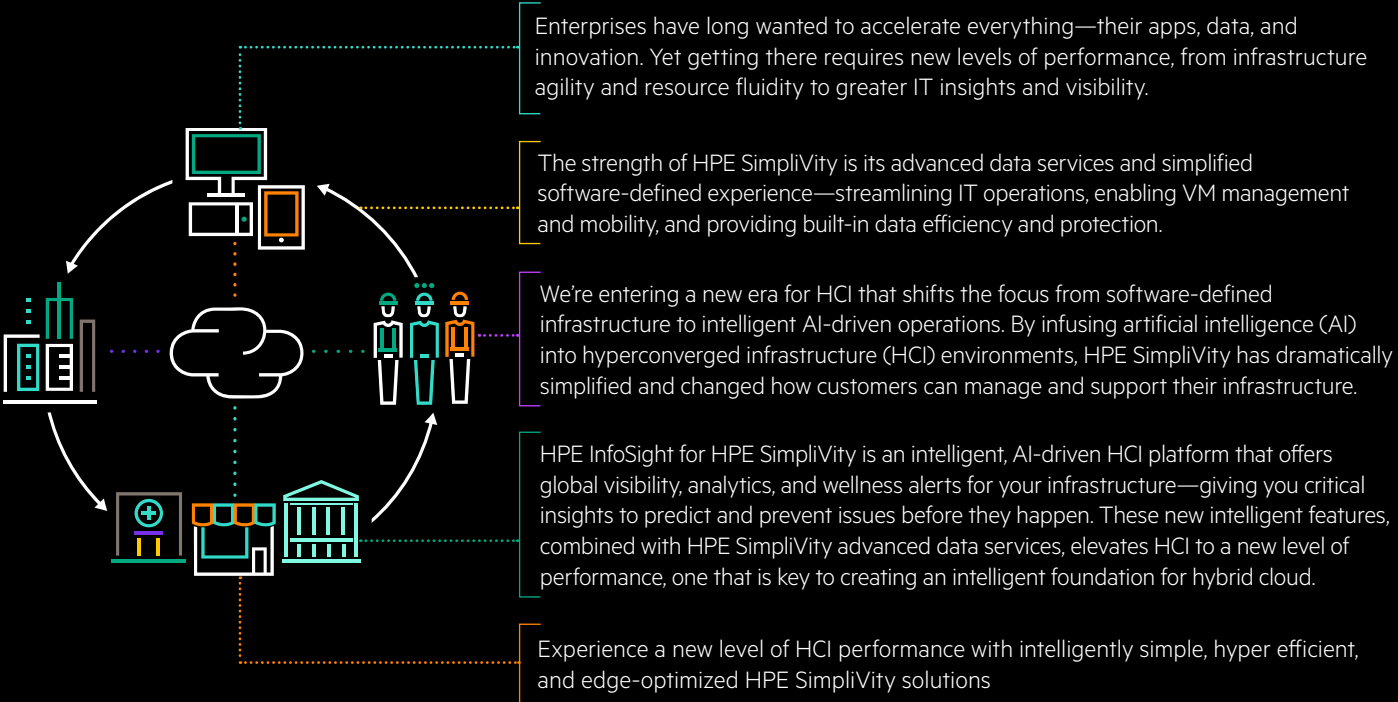 Enterprises have long wanted to accelerate everything—their apps, data, and
innovation. Yet getting there requires new levels of performance, from infrastructure
agility and resource fluidity to greater IT insights and visibility.
The strength of HPE SimpliVity is its advanced data services and simplified
software-defined experience—streamlining IT operations, enabling VM management
and mobility, and providing built-in data efficiency and protection.
We’re entering a new era for HCI that shifts the focus from software-defined
infrastructure to intelligent AI-driven operations. By infusing artificial intelligence (AI)
into hyperconverged infrastructure (HCI) environments, HPE SimpliVity has dramatically
simplified and changed how customers can manage and support their infrastructure.
HPE InfoSight for HPE SimpliVity is an intelligent, AI-driven HCI platform that offers
global visibility, analytics, and wellness alerts for your infrastructure—giving you critical
insights to predict and prevent issues before they happen. These new intelligent features,
combined with HPE SimpliVity advanced data services, elevates HCI to a new level of
performance, one that is key to creating an intelligent foundation for hybrid cloud.
Experience a new level of HCI performance with intelligently simple, hyper efficient,
and edge-optimized HPE SimpliVity solutions